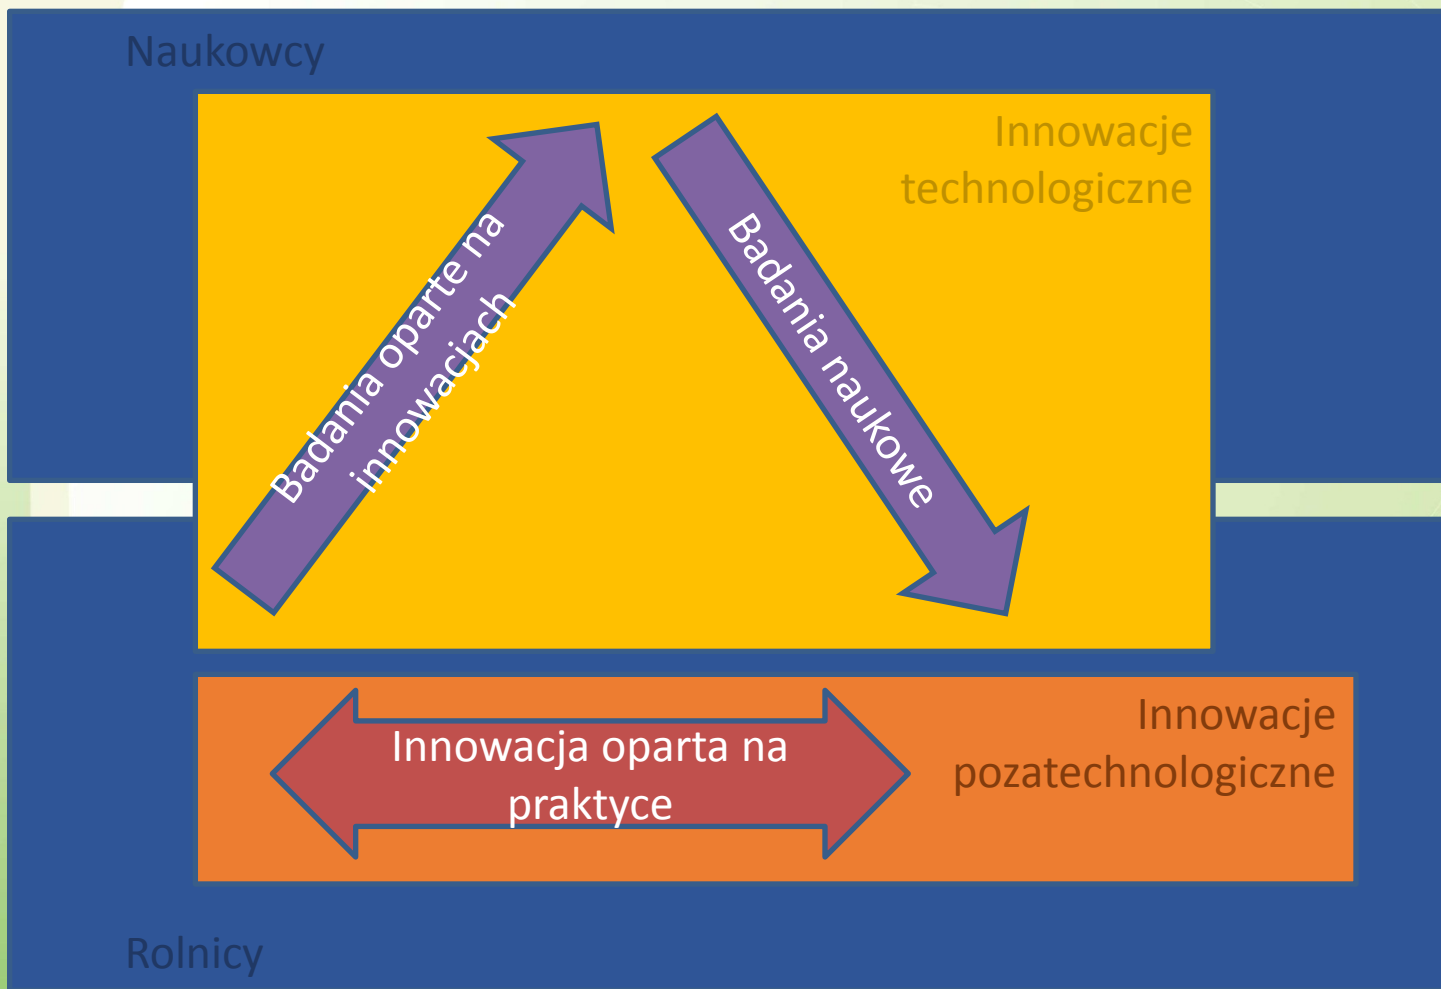 Naukowcy
Innowacje
technologiczne
Badania oparte na
innowacjach
Badania naukowe
Innowacje
pozatechnologiczne
Innowacja oparta na
praktyce
Rolnicy